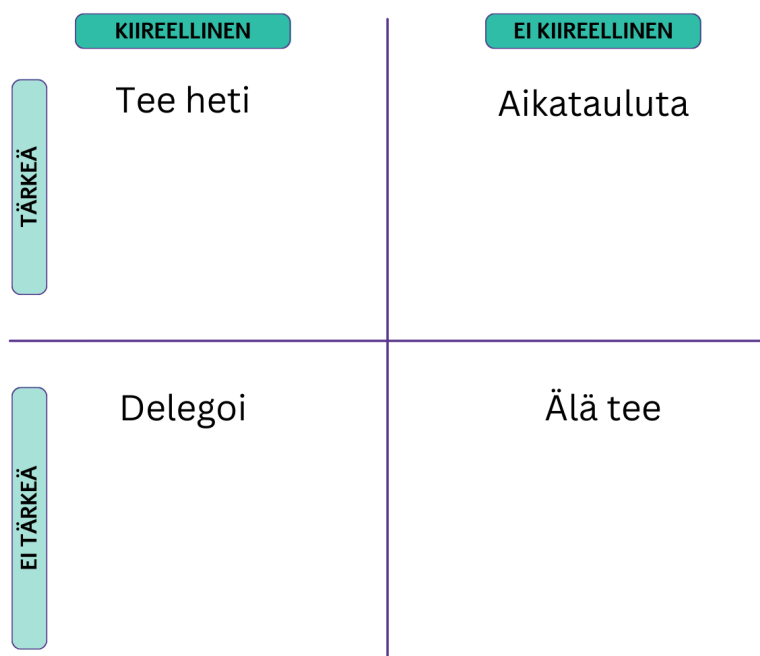 KIIREELLINEN
EI KIIREELLINEN
TÄRKEÄ
Tee heti
Aikatauluta
EI TÄRKEÄ
Delegoi
Älä tee